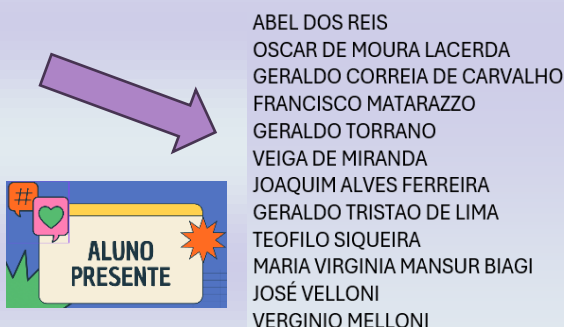 ABEL DOS REIS
OSCAR DE MOURA LACERDA
GERALDO CORREIA DE CARVALHO
FRANCISCO MATARAZZO
GERALDO TORRANO
VEIGA DE MIRANDA
JOAQUIM ALVES FERREIRA
GERALDO TRISTAO DE LIMA
TEOFILO SIQUEIRA
MARIA VIRGINIA MANSUR BIAGI
JOSÉ VELLONI
VERGINIO MELLONI
#
ALUNO
PRESENTE